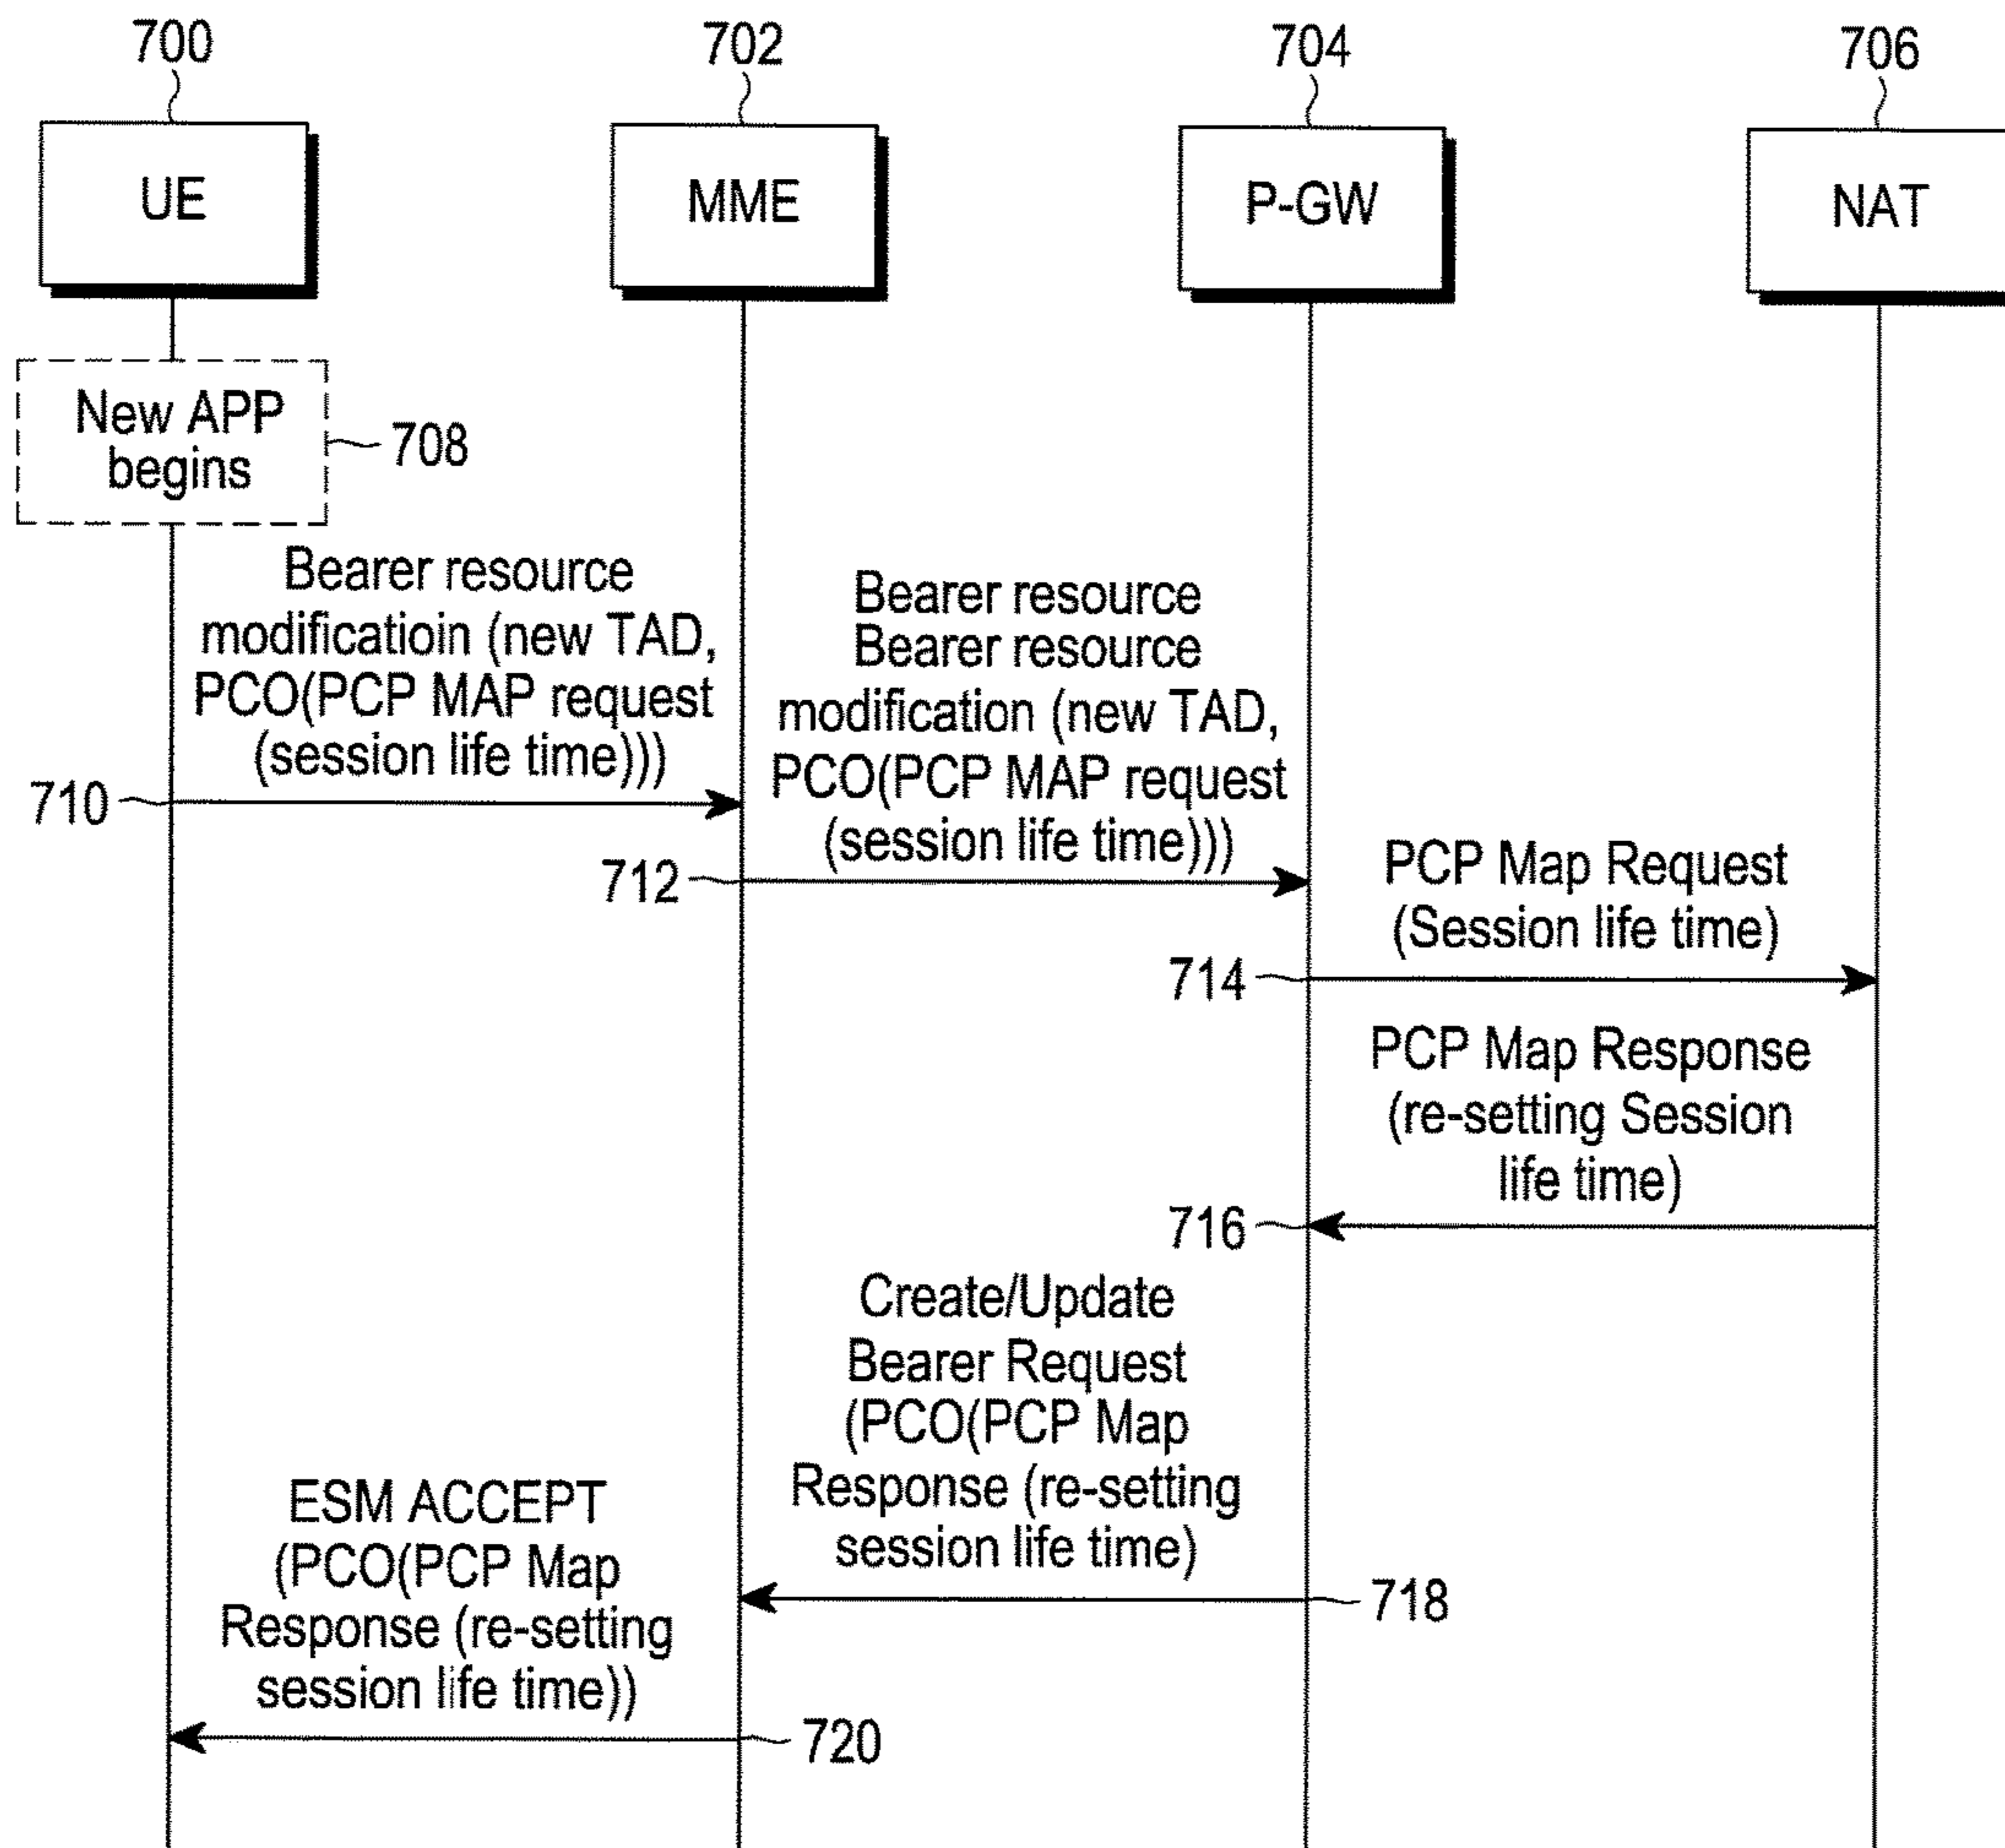 700
702
704
706
UE
MME
P-GW
NAT
New APP
begins
708
Bearer resource
modificatioin (new TAD,
PCO(PCP MAP request
(session life time)))
710
Bearer resource
Bearer resource
modification (new TAD,
PCO(PCP MAP request
(session life time)))
712
PCP Map Request
(Session life time)
714
PCP Map Response
(re-setting Session
life time)
716
Create/Update
Bearer Request
(PCO(PCP Map
Response (re-setting
session life time)
718
ESM ACCEPT
(PCO(PCP Map
Response (re-setting
session life time))
720